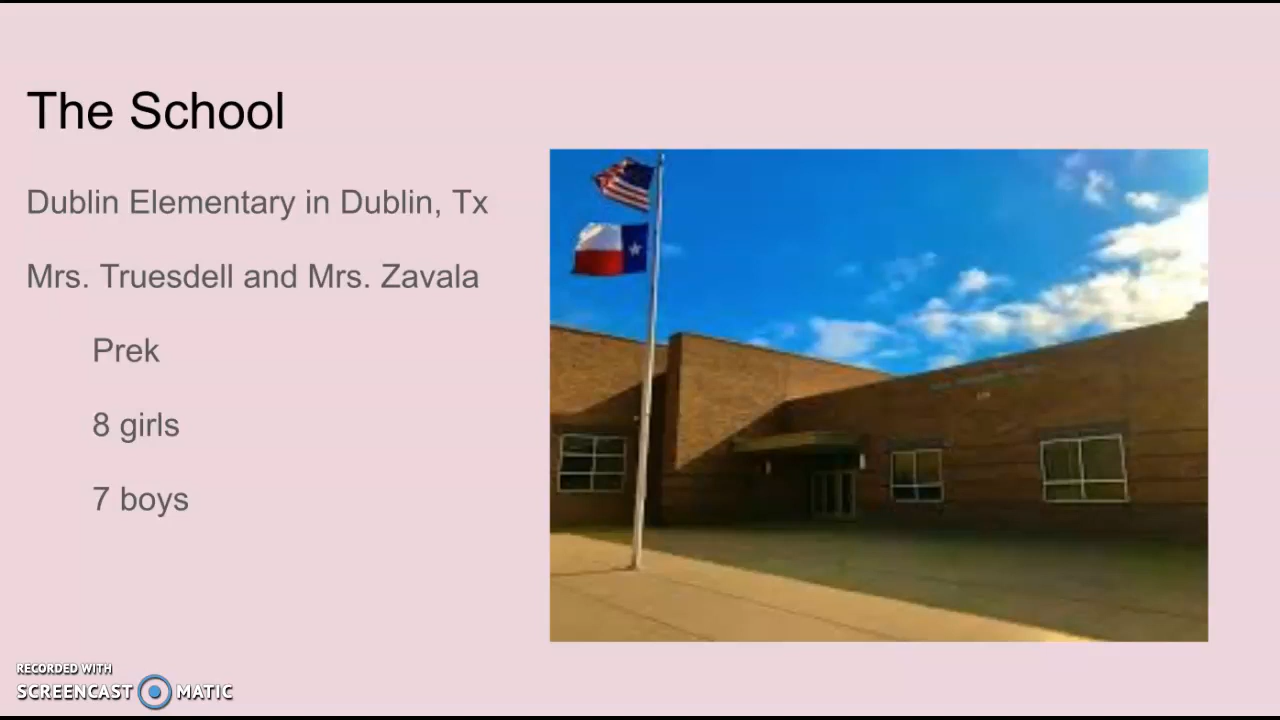 The School
Dublin Elementary in Dublin, Tx
Mrs. Truesdell and Mrs. Zavala
Prek
8 girls
7 boys
RECORDED WITH
SCREENCAST MATIC